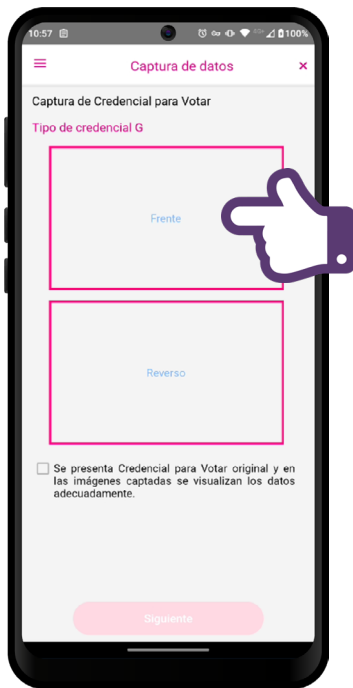 10:57 100%
Captura de datos ×
Captura de Credencial para Votar
Tipo de credencial G
Frente
Reverso
Se presenta Credencial para Votar original y en
las imágenes captadas se visualizan los datos
adecuadamente.
Siguiente